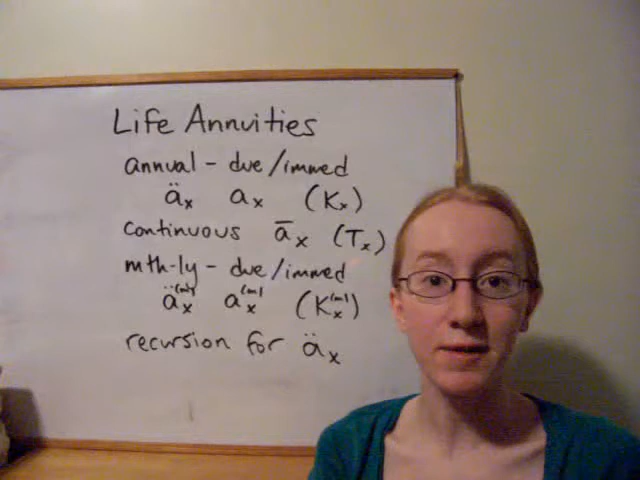 Life Annuities
annual - due/immed
äₓ aₓ (Kₓ)
continuous āₓ (Tₓ)
mth-ly - due/immed
äₓ⁽ᵐ⁾ aₓ⁽ᵐ⁾ (Kₓ⁽ᵐ⁾)
recursion for äₓ